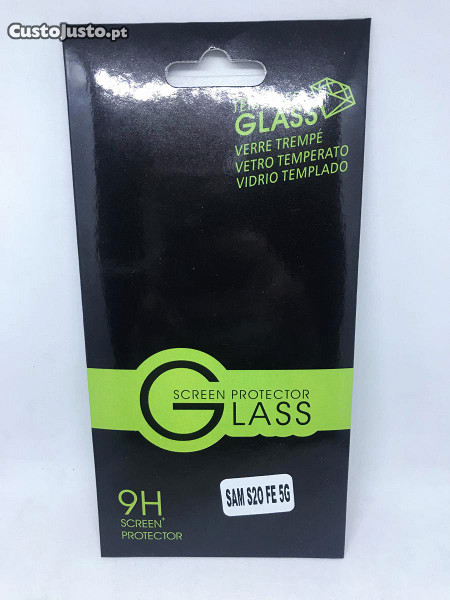 CustoJusto.pt
GLASS
VERRE TREMPÉ
VETRO TEMPERATO
VIDRIO TEMPLADO
SCREEN PROTECTOR
GLASS
SAM S20 FE 5G
9H
SCREEN+
PROTECTOR